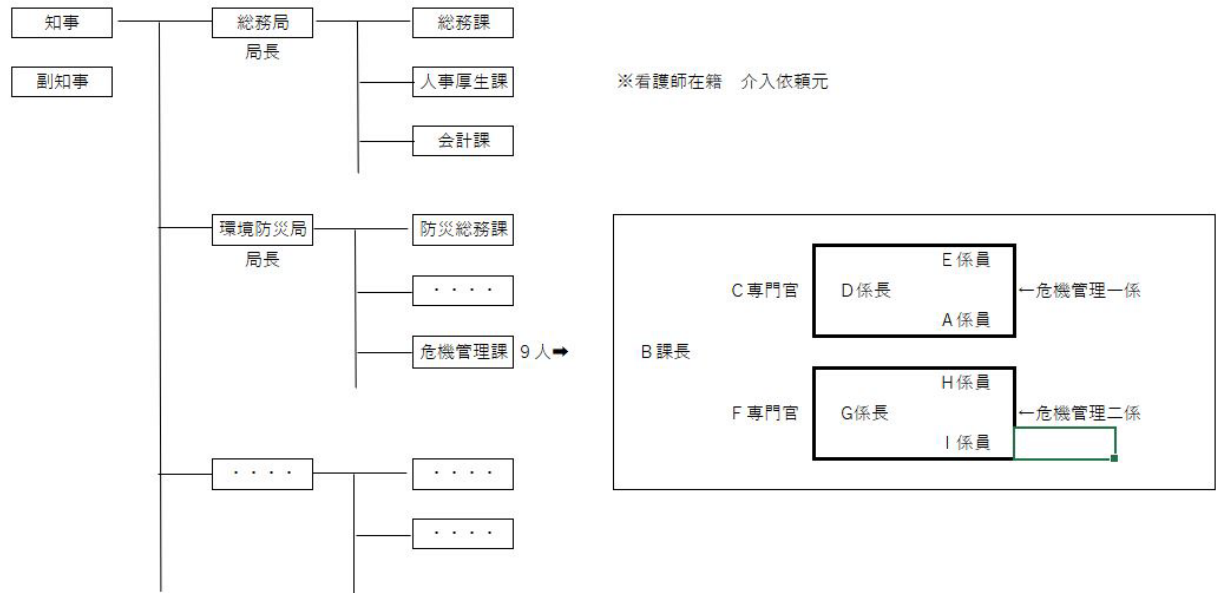 知事
総務局
総務課
局長
副知事
人事厚生課
※看護師在籍　介入依頼元
会計課
環境防災局
防災総務課
局長
・・・・
危機管理課
9人➡
B課長
C専門官
D係長
E係員
A係員
←危機管理一係
F専門官
G係長
H係員
I係員
←危機管理二係
・・・・
・・・・
・・・・